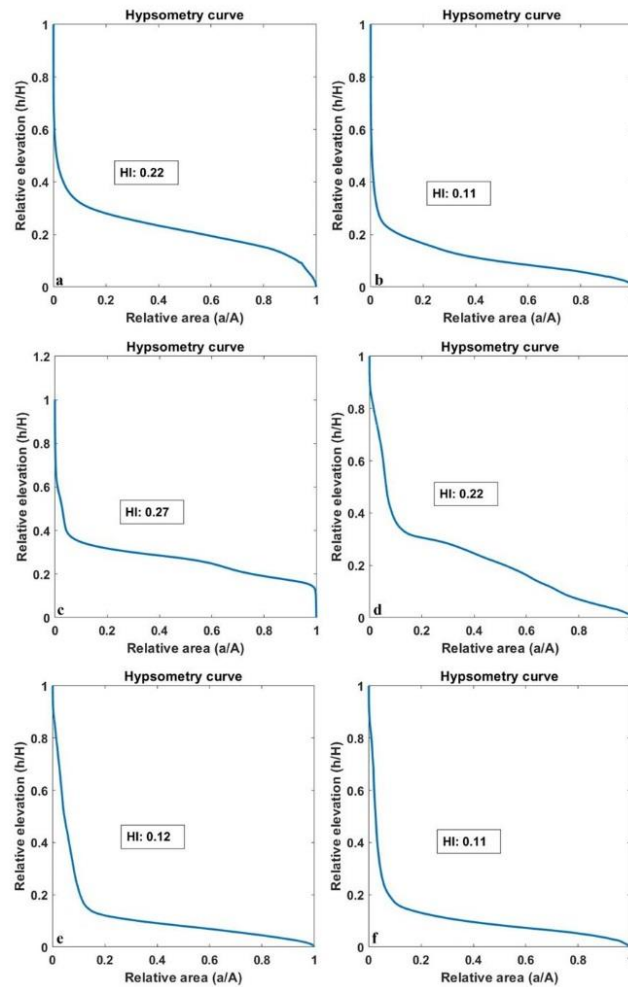 Hypsometry curve
Relative elevation (h/H)
1
0.8
0.6
0.4
0.2
0
HI: 0.22
a
0 0.2 0.4 0.6 0.8 1
Relative area (a/A)
Hypsometry curve
Relative elevation (h/H)
1
0.8
0.6
0.4
0.2
0
HI: 0.11
b
0 0.2 0.4 0.6 0.8 1
Relative area (a/A)
Hypsometry curve
Relative elevation (h/H)
1.2
1
0.8
0.6
0.4
0.2
0
HI: 0.27
c
0 0.2 0.4 0.6 0.8 1
Relative area (a/A)
Hypsometry curve
Relative elevation (h/H)
1
0.8
0.6
0.4
0.2
0
HI: 0.22
d
0 0.2 0.4 0.6 0.8
Relative area (a/A)
Hypsometry curve
Relative elevation (h/H)
1
0.8
0.6
0.4
0.2
0
HI: 0.12
e
0 0.2 0.4 0.6 0.8 1
Relative area (a/A)
Hypsometry curve
Relative elevation (h/H)
1
0.8
0.6
0.4
0.2
0
HI: 0.11
f
0 0.2 0.4 0.6 0.8
Relative area (a/A)